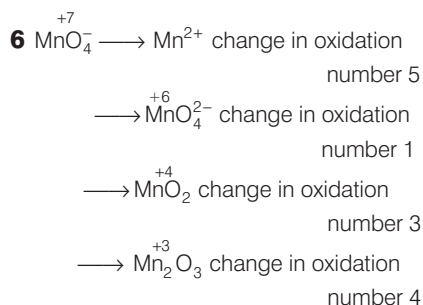 +7
6 MnO₄⁻ ⟶ Mn²⁺ change in oxidation
number 5
+6
⟶ MnO₄²⁻ change in oxidation
number 1
+4
⟶ MnO₂ change in oxidation
number 3
+3
⟶ Mn₂O₃ change in oxidation
number 4